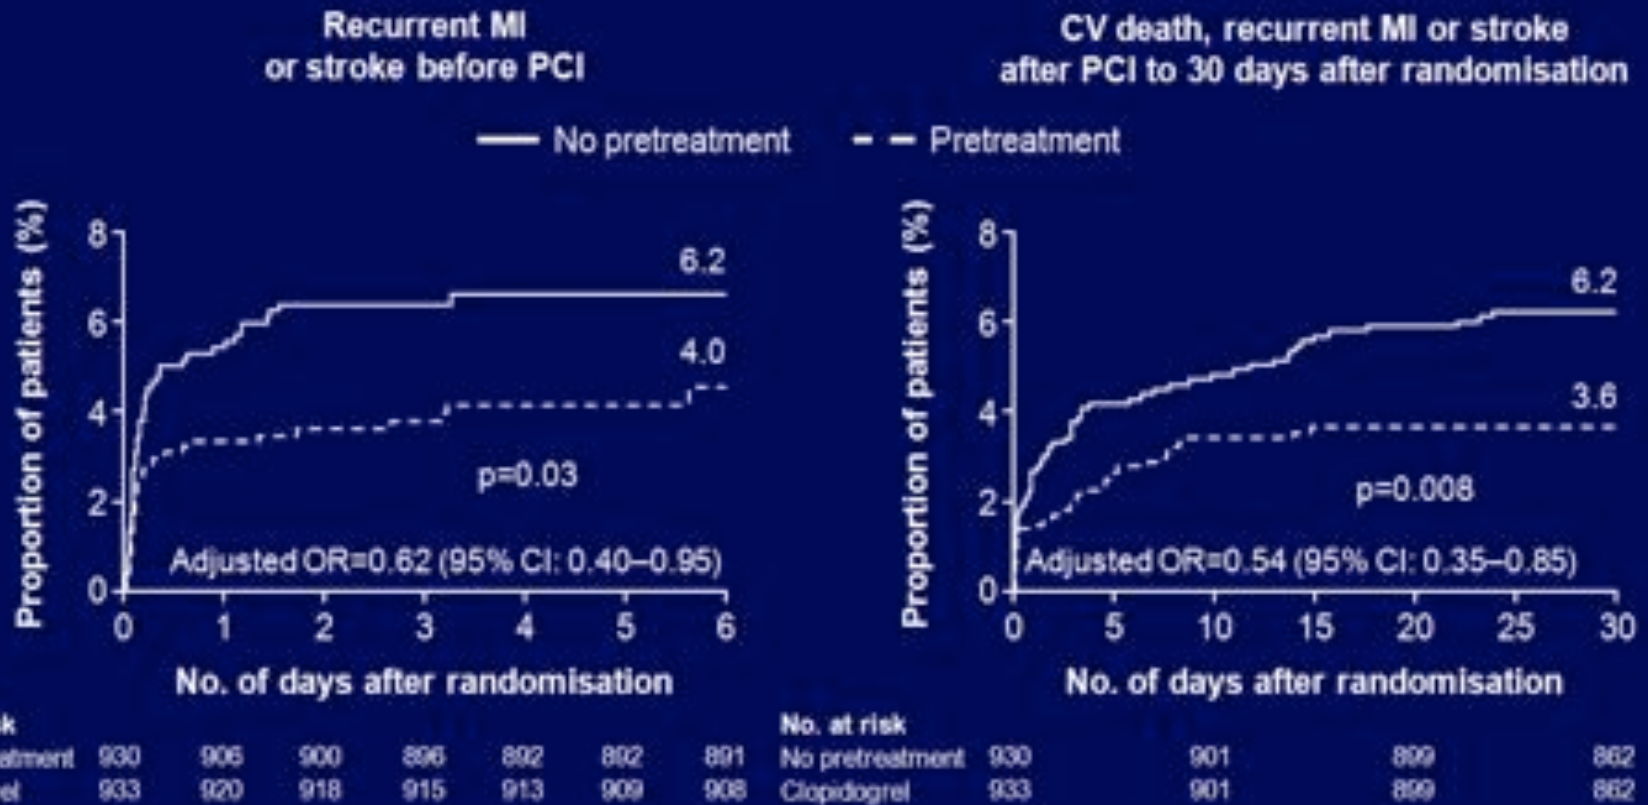 Recurrent MI
or stroke before PCI
CV death, recurrent MI or stroke
after PCI to 30 days after randomisation
No pretreatment
Pretreatment
Proportion of patients (%)
8
6
4
2
0
6.2
4.0
p=0.03
Adjusted OR=0.62 (95% CI: 0.40–0.95)
0 1 2 3 4 5 6
No. of days after randomisation
Proportion of patients (%)
8
6
4
2
0
6.2
3.6
p=0.008
Adjusted OR=0.54 (95% CI: 0.35–0.85)
0 5 10 15 20 25 30
No. of days after randomisation
sk
atment 930 906 900 896 892 892 891
el 933 920 918 915 913 909 908
No. at risk
No pretreatment 930 901 899 862
Clopidogrel 933 901 899 862